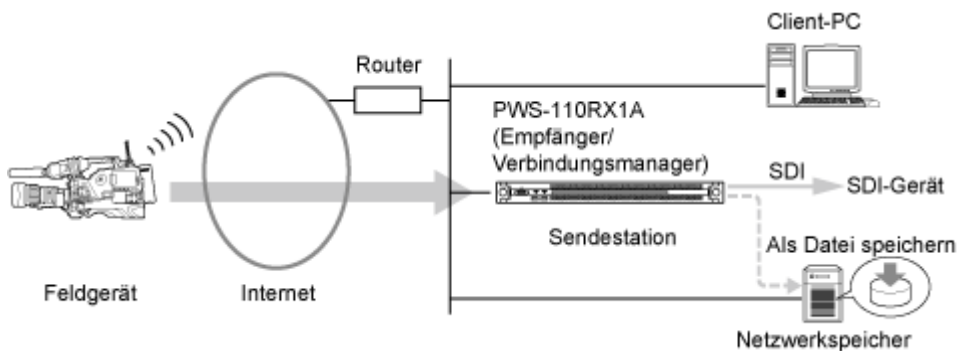 Client-PC
Router
PWS-110RX1A
(Empfänger/
Verbindungsmanager)
SDI
SDI-Gerät
Sendestation
Als Datei speichern
Feldgerät
Internet
Netzwerkspeicher